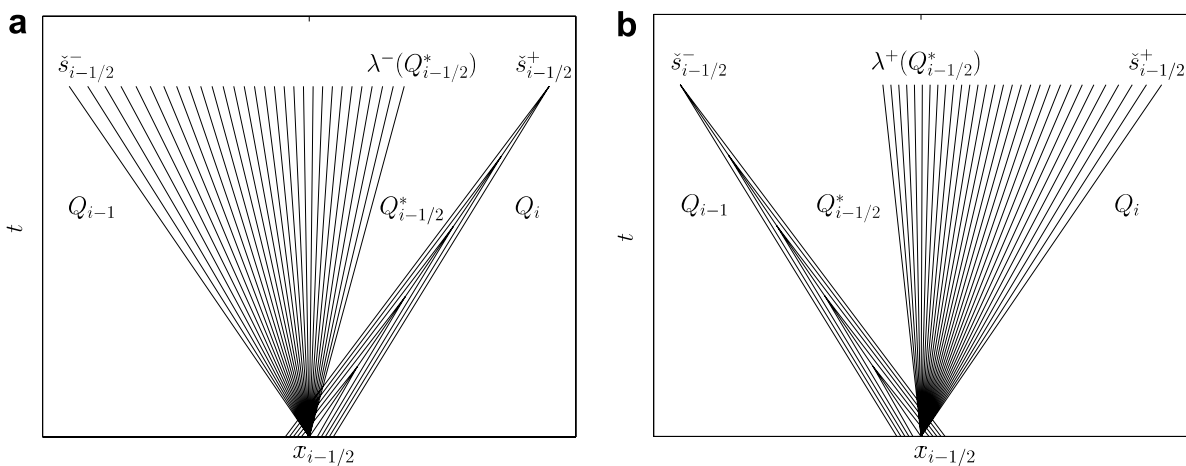 a
š⁻ᵢ₋₁/₂ λ⁻(Q*ᵢ₋₁/₂) š⁺ᵢ₋₁/₂
Qᵢ₋₁ Q*ᵢ₋₁/₂ Qᵢ
t
xᵢ₋₁/₂
b
š⁻ᵢ₋₁/₂ λ⁺(Q*ᵢ₋₁/₂) š⁺ᵢ₋₁/₂
Qᵢ₋₁ Q*ᵢ₋₁/₂ Qᵢ
t
xᵢ₋₁/₂